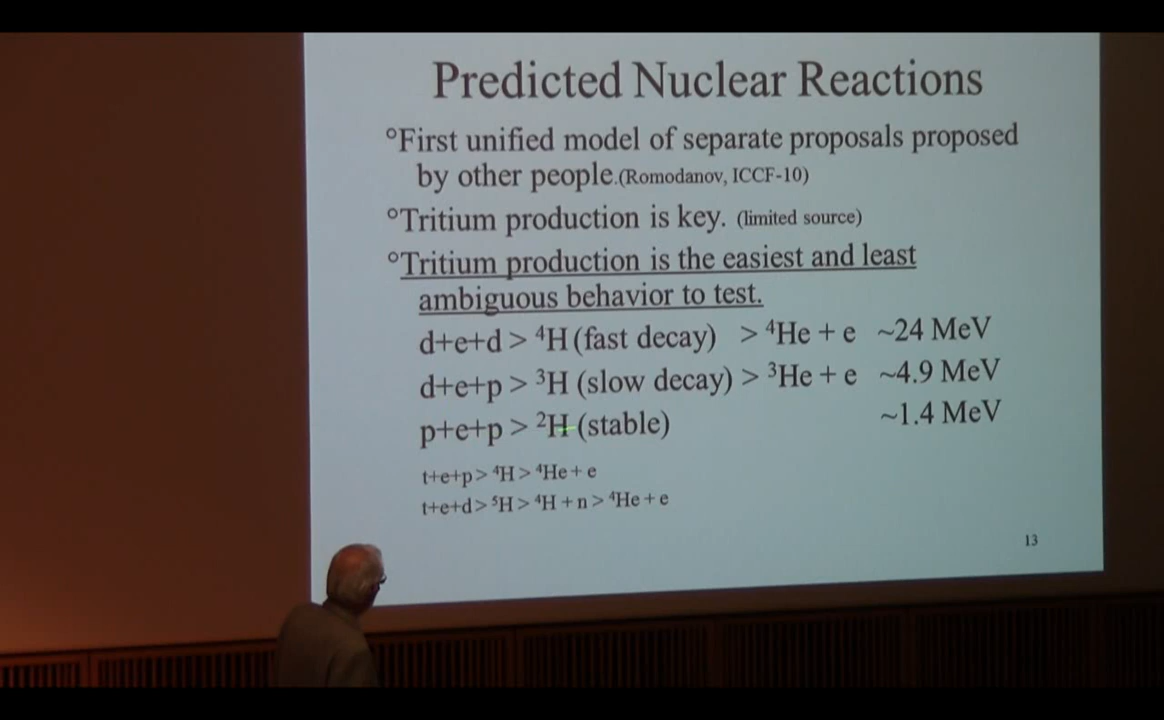 Predicted Nuclear Reactions
°First unified model of separate proposals proposed
by other people.(Romodanov, ICCF-10)
°Tritium production is key. (limited source)
°Tritium production is the easiest and least
ambiguous behavior to test.
d+e+d > ⁴H (fast decay) > ⁴He + e ~24 MeV
d+e+p > ³H (slow decay) > ³He + e ~4.9 MeV
p+e+p > ²H (stable) ~1.4 MeV
t+e+p > ⁴H > ⁴He + e
t+e+d > ⁵H > ⁴H + n > ⁴He + e
13